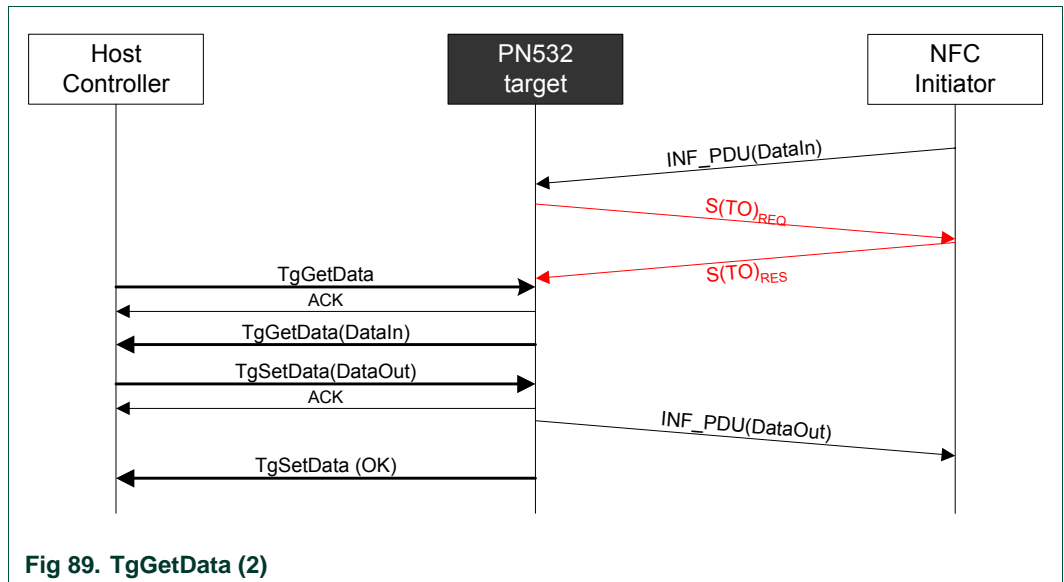 Host
Controller
PN532
target
NFC
Initiator
INF_PDU(DataIn)
S(TO)REQ
S(TO)RES
TgGetData
ACK
TgGetData(DataIn)
TgSetData(DataOut)
ACK
INF_PDU(DataOut)
TgSetData (OK)
Fig 89. TgGetData (2)